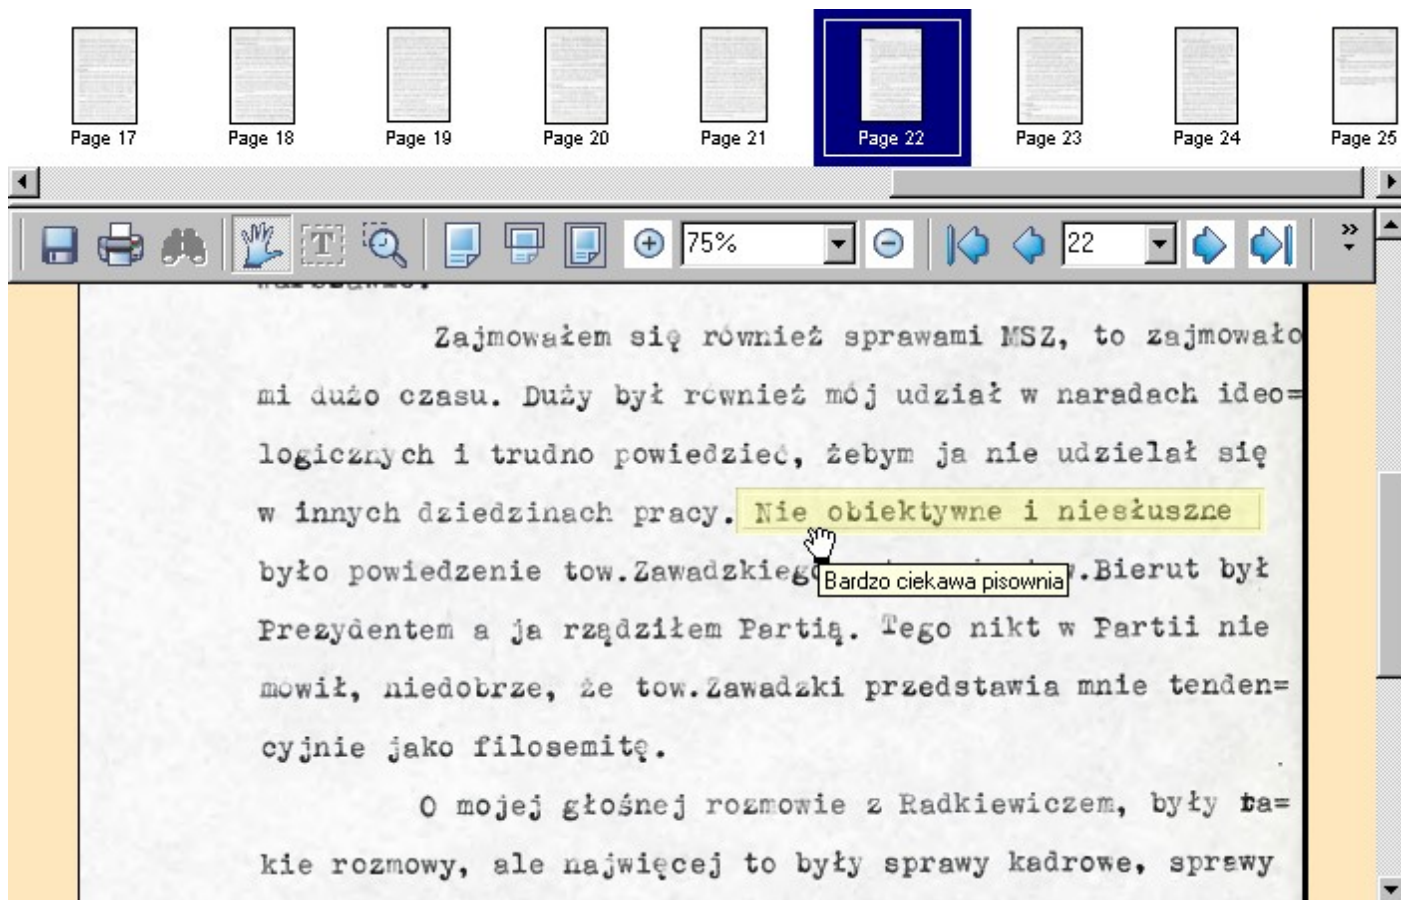 Page 17
Page 18
Page 19
Page 20
Page 21
Page 22
Page 23
Page 24
Page 25
75%
22
Zajmowałem się rownież sprawami MSZ, to zajmowało
mi dużo czasu. Duży był rownież mój udział w naradach ideo=
logicznych i trudno powiedzieć, żebym ja nie udzielał się
w innych dziedzinach pracy. Nie obiektywne i niesłuszne
było powiedzenie tow.Zawadzkiego .Bierut był
Bardzo ciekawa pisownia
Prezydentem a ja rządziłem Partią. Tego nikt w Partii nie
mowił, niedobrze, że tow.Zawadzki przedstawia mnie tenden=
cyjnie jako filosemitę.
O mojej głośnej rozmowie z Radkiewiczem, były ta=
kie rozmowy, ale najwięcej to były sprawy kadrowe, sprawy